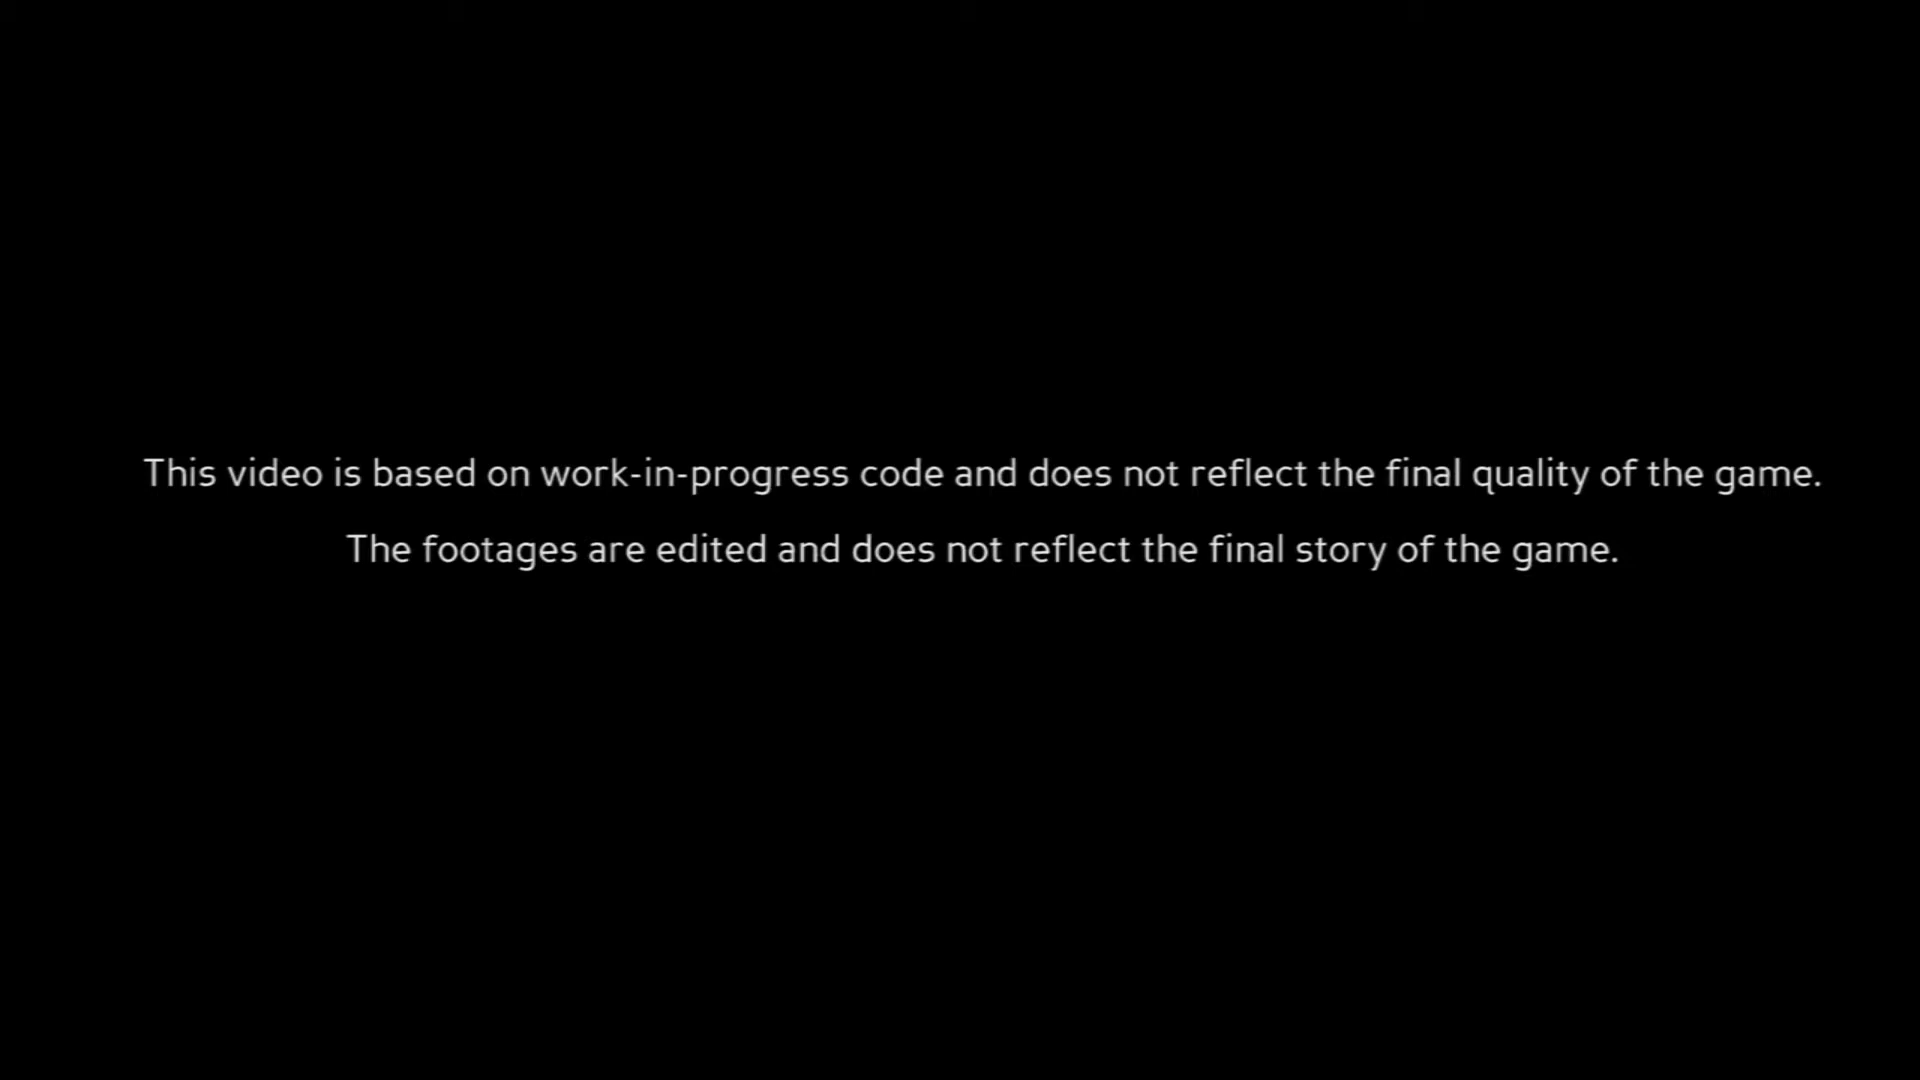 This video is based on work-in-progress code and does not reflect the final quality of the game.
The footages are edited and does not reflect the final story of the game.